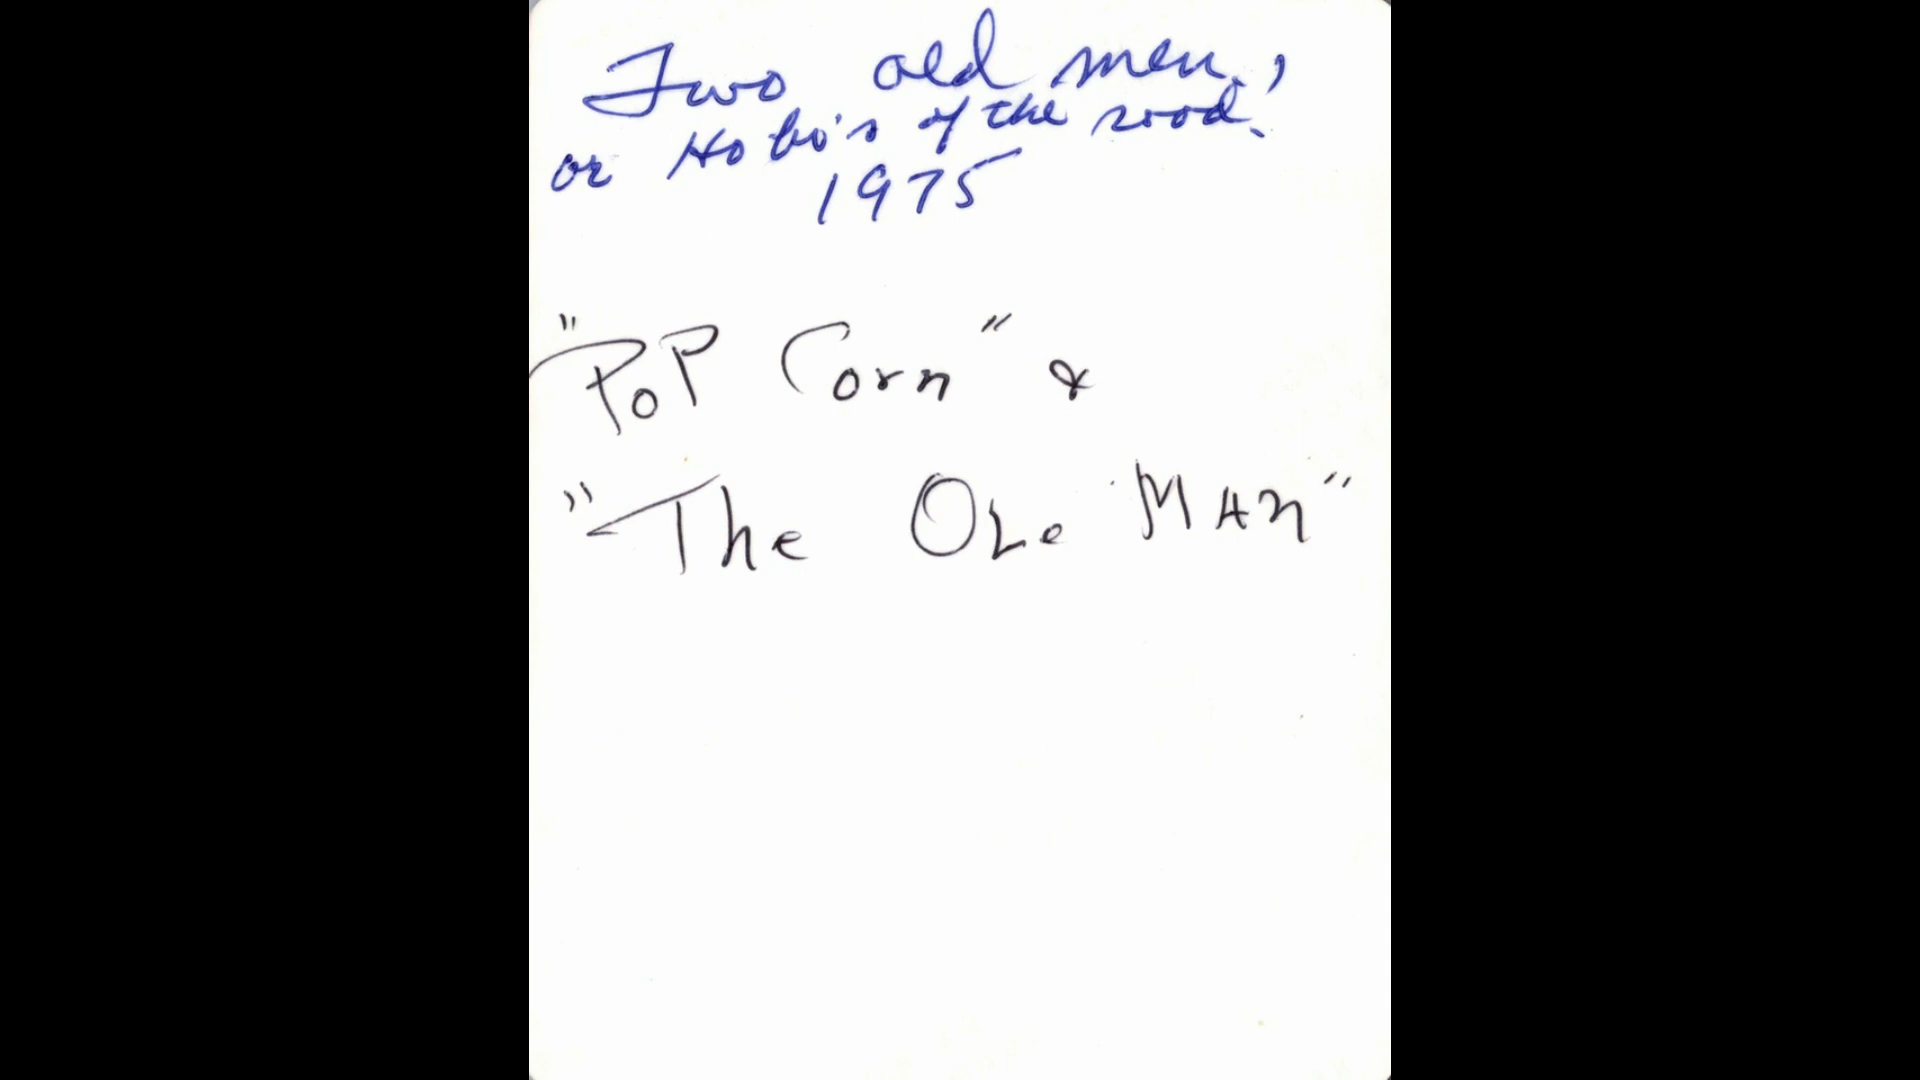 Two old men,
or Hobo's of the road.
1975
"PoP Corn" &
"The OLe MAn"